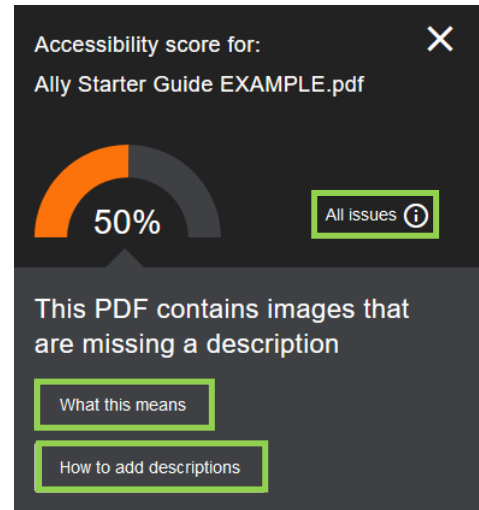 Accessibility score for:
Ally Starter Guide EXAMPLE.pdf
50%
All issues
This PDF contains images that
are missing a description
What this means
How to add descriptions